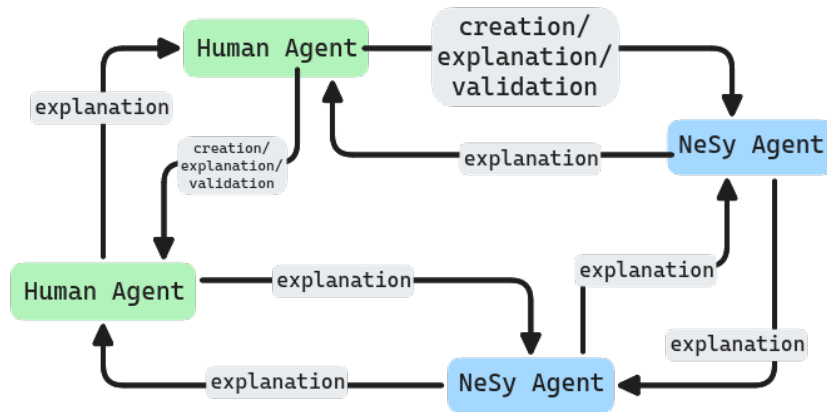 creation/
explanation/
validation
Human Agent
explanation
NeSy Agent
explanation
creation/
explanation/
validation
explanation
Human Agent
explanation
explanation
explanation
NeSy Agent